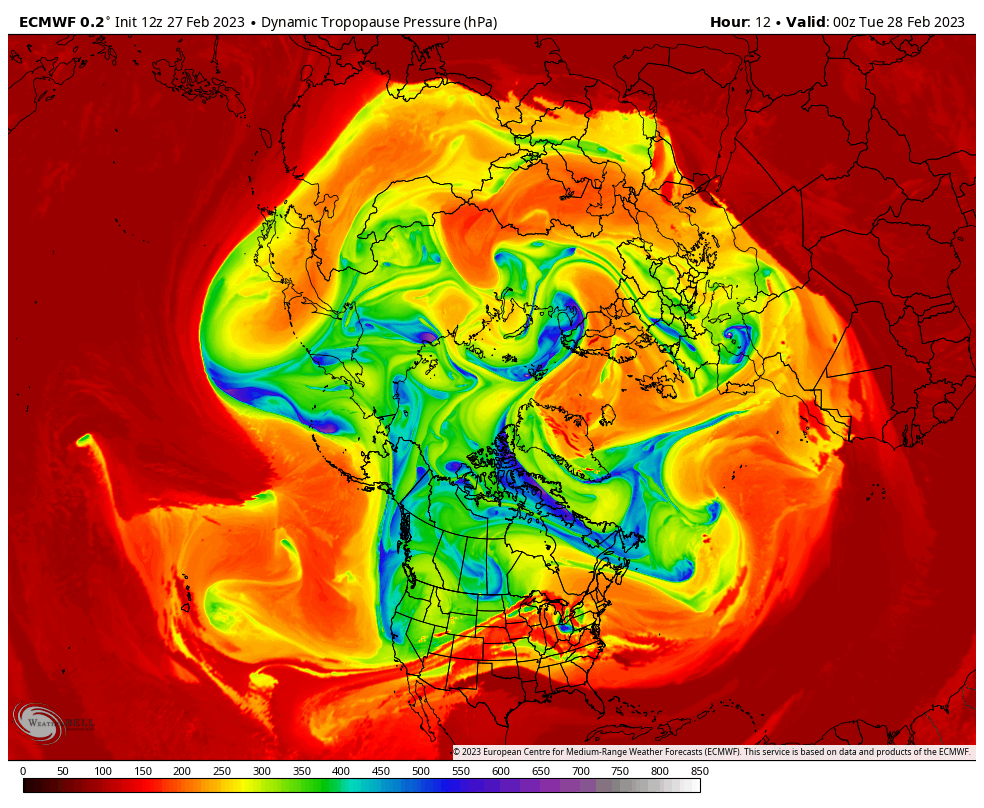 ECMWF 0.2° Init 12z 27 Feb 2023 • Dynamic Tropopause Pressure (hPa)
Hour: 12 • Valid: 00z Tue 28 Feb 2023
WEATHERBELL
© 2023 European Centre for Medium-Range Weather Forecasts (ECMWF). This service is based on data and products of the ECMWF.
0 50 100 150 200 250 300 350 400 450 500 550 600 650 700 750 800 850